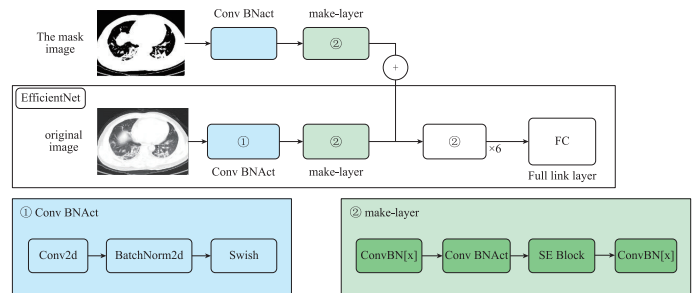 Conv BNact
make-layer
The mask
image
②
+
EfficientNet
original
image
①
②
②
×6
FC
Conv BNAct
make-layer
Full link layer
① Conv BNAct
Conv2d
BatchNorm2d
Swish
② make-layer
ConvBN[x]
Conv BNAct
SE Block
ConvBN[x]